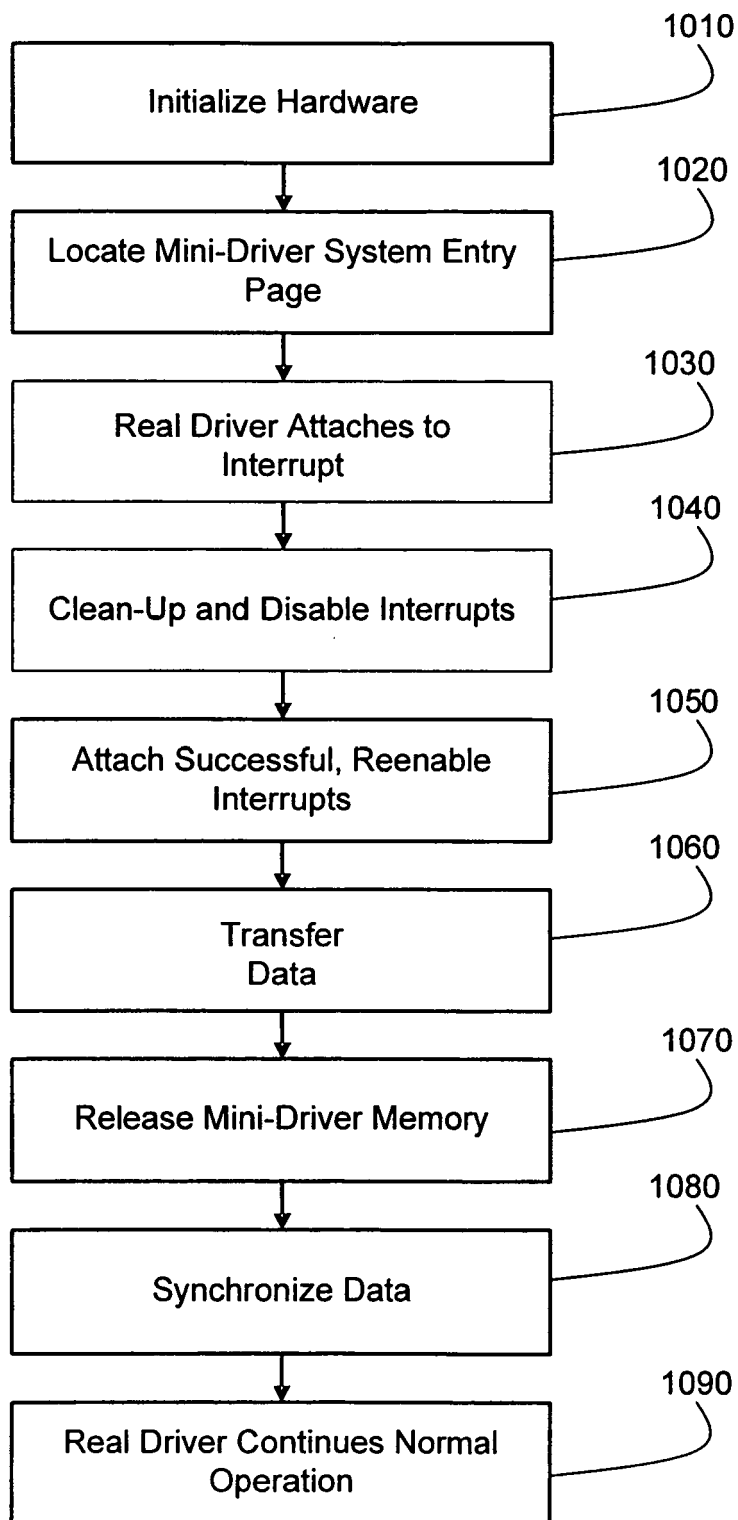 1010
Initialize Hardware
1020
Locate Mini-Driver System Entry
Page
1030
Real Driver Attaches to
Interrupt
1040
Clean-Up and Disable Interrupts
1050
Attach Successful, Reenable
Interrupts
1060
Transfer
Data
1070
Release Mini-Driver Memory
1080
Synchronize Data
1090
Real Driver Continues Normal
Operation